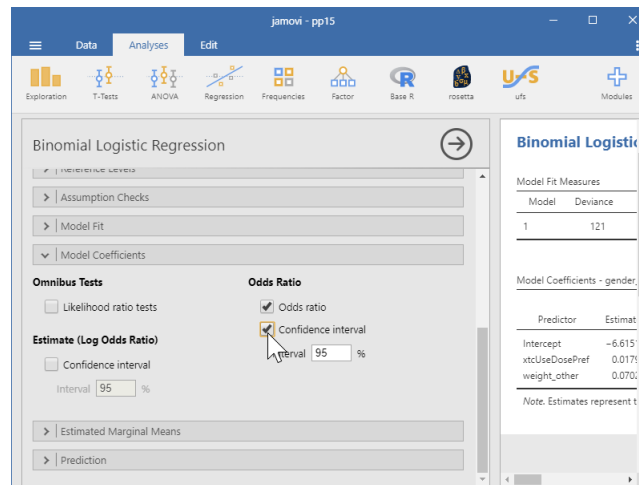 jamovi - pp15
Data Analyses Edit
Exploration T-Tests ANOVA Regression Frequencies Factor Base R rosetta ufs Modules
Binomial Logistic Regression
Reference Levels
Assumption Checks
Model Fit
Model Coefficients
Omnibus Tests
Likelihood ratio tests
Estimate (Log Odds Ratio)
Confidence interval
Interval 95 %
Odds Ratio
Odds ratio
Confidence interval
Interval 95 %
Estimated Marginal Means
Prediction
Binomial Logistic
Model Fit Measures
Model Deviance
1 121
Model Coefficients - gender_
Predictor Estimat
Intercept -6.615
xtcUseDosePref 0.0179
weight_other 0.0702
Note. Estimates represent t